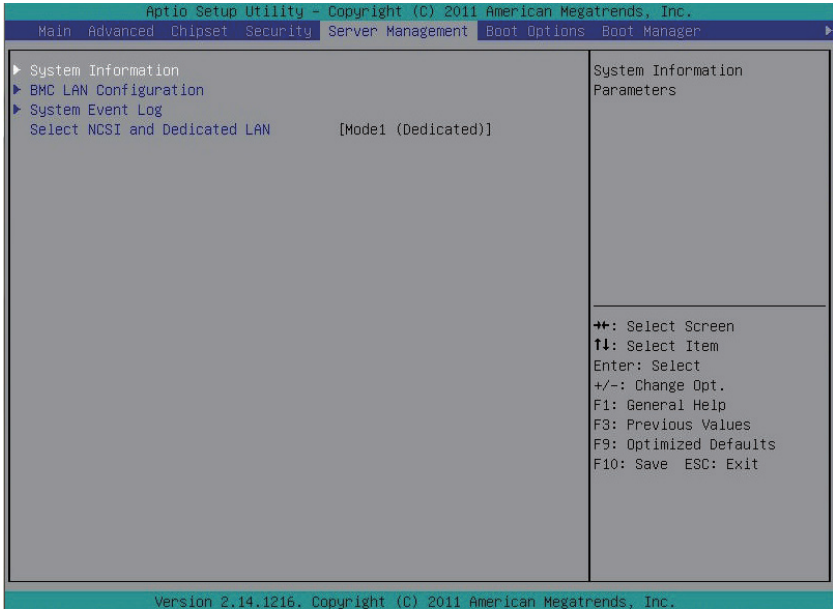 Aptio Setup Utility – Copyright (C) 2011 American Megatrends, Inc.
Main Advanced Chipset Security Server Management Boot Options Boot Manager
System Information
BMC LAN Configuration
System Event Log
Select NCSI and Dedicated LAN [Mode1 (Dedicated)]
System Information
Parameters
→←: Select Screen
↑↓: Select Item
Enter: Select
+/-: Change Opt.
F1: General Help
F3: Previous Values
F9: Optimized Defaults
F10: Save ESC: Exit
Version 2.14.1216. Copyright (C) 2011 American Megatrends, Inc.